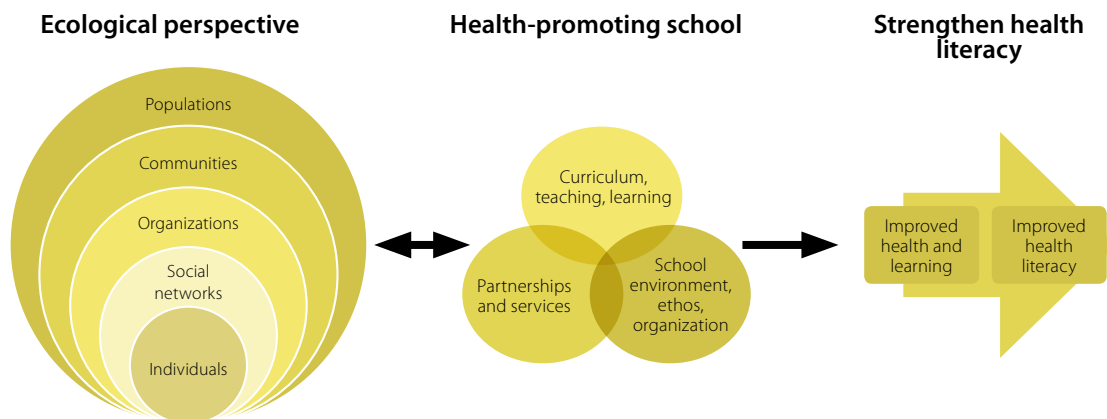 Ecological perspective
Health-promoting school
Strengthen health
literacy
Populations
Communities
Organizations
Social
networks
Individuals
Curriculum,
teaching, learning
Partnerships
and services
School
environment,
ethos,
organization
Improved
health and
learning
Improved
health
literacy